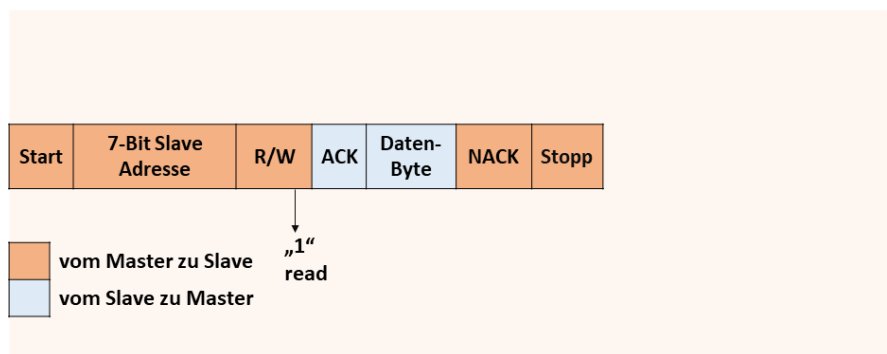 Start
7-Bit Slave
Adresse
R/W
ACK
Daten-
Byte
NACK
Stopp
„1“
read
vom Master zu Slave
vom Slave zu Master